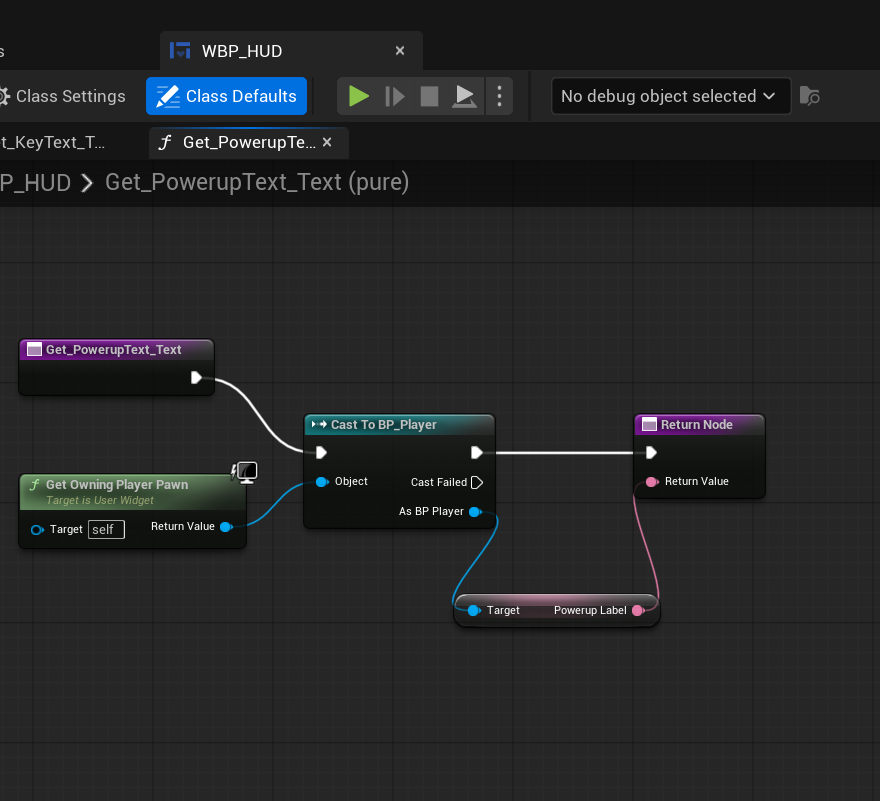 s
WBP_HUD
Class Settings
Class Defaults
No debug object selected
t_KeyText_T...
f Get_PowerupTe...
P_HUD > Get_PowerupText_Text (pure)
Get_PowerupText_Text
Cast To BP_Player
Return Node
Object
Cast Failed
Return Value
As BP Player
f Get Owning Player Pawn
Target is User Widget
Target self
Return Value
Target
Powerup Label